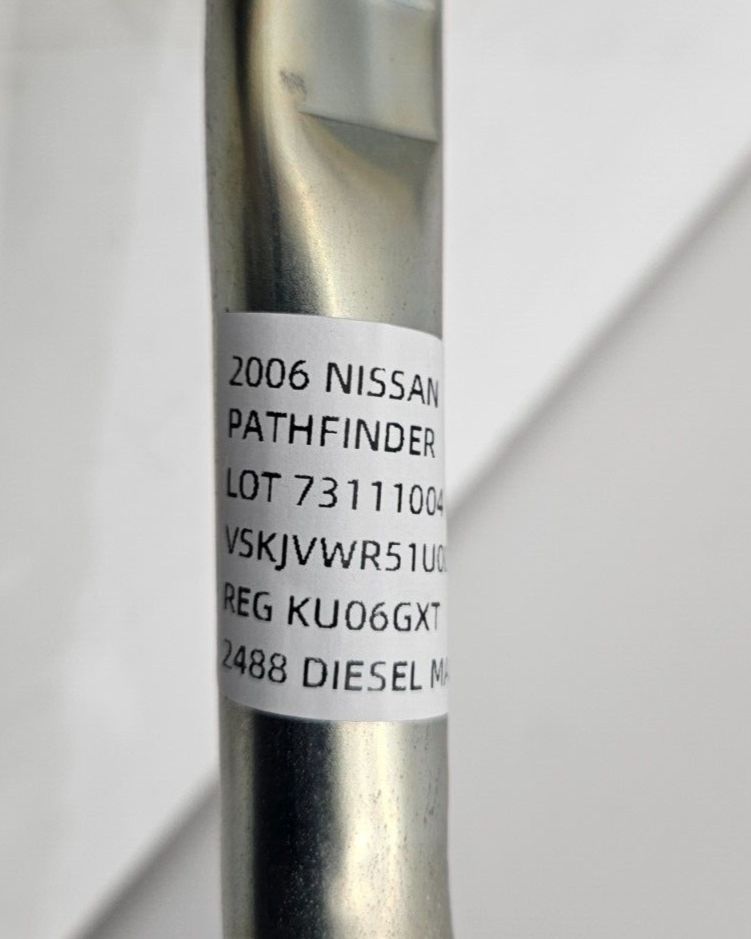 2006 NISSAN
PATHFINDER
LOT 73111004
VSKJVWR51U0
REG KU06GXT
2488 DIESEL MA